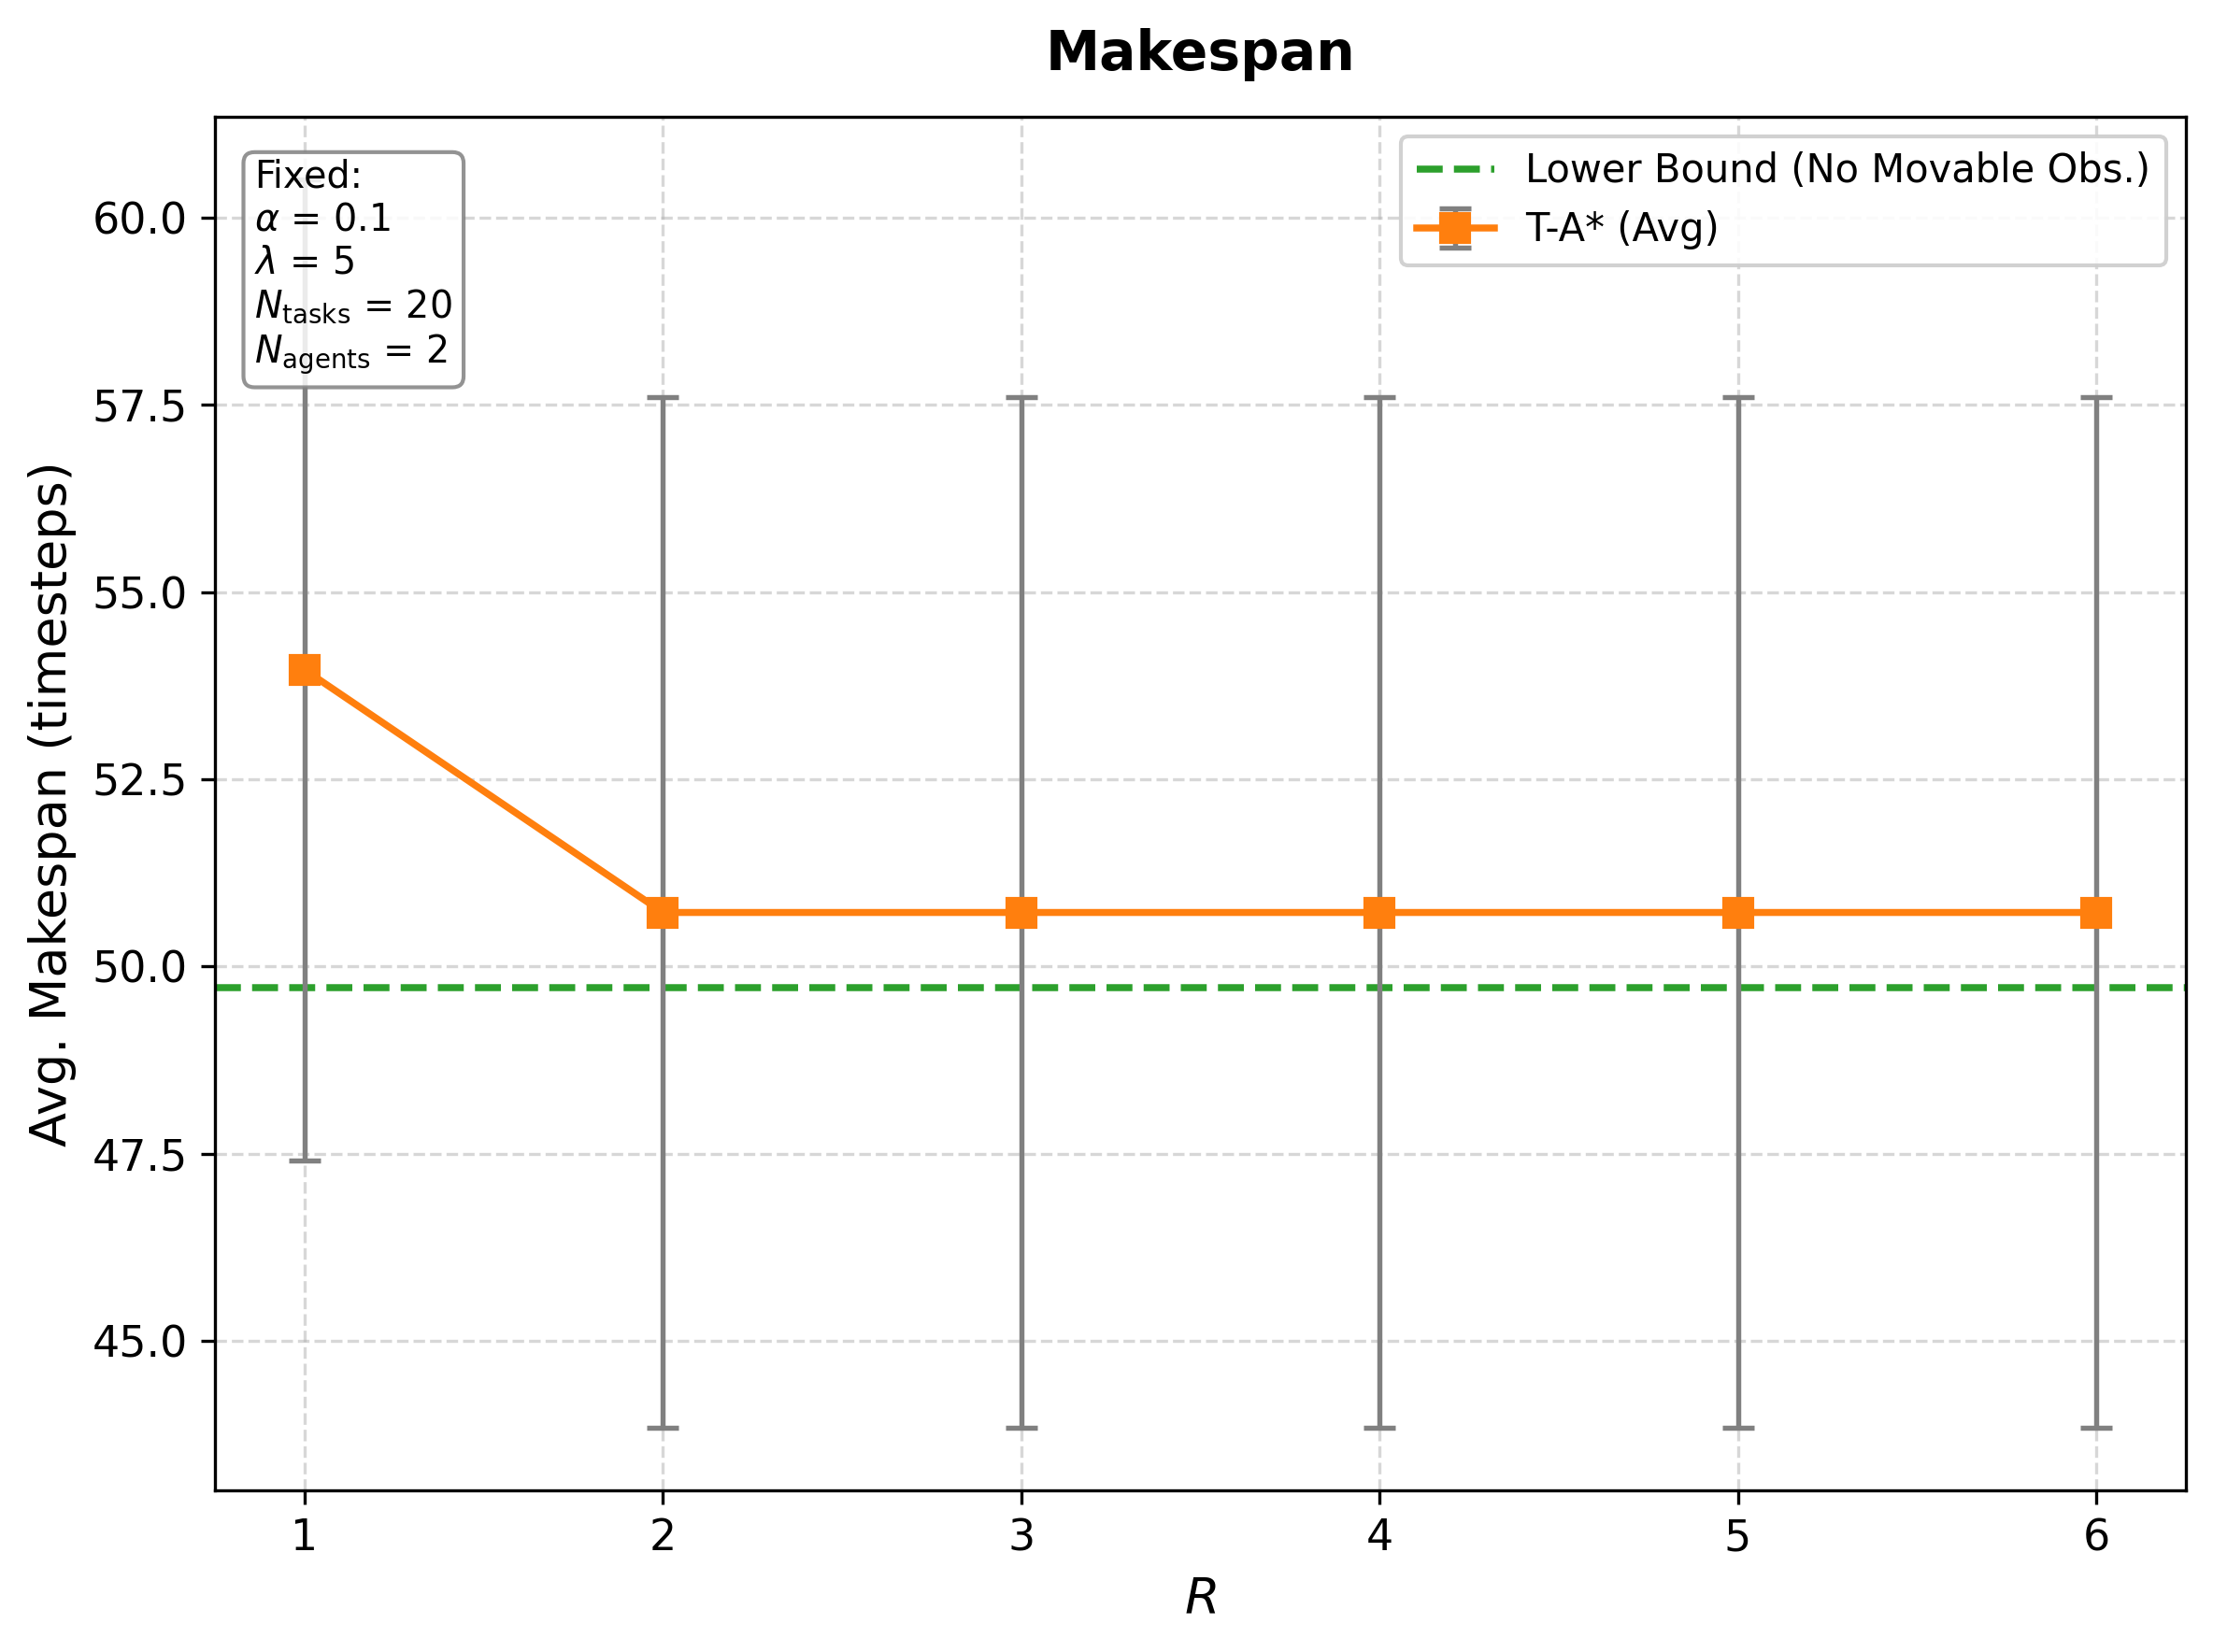 Makespan
Fixed:
α = 0.1
λ = 5
N_tasks = 20
N_agents = 2
Lower Bound (No Movable Obs.)
T-A* (Avg)
Avg. Makespan (timesteps)
60.0
57.5
55.0
52.5
50.0
47.5
45.0
1 2 3 4 5 6
R